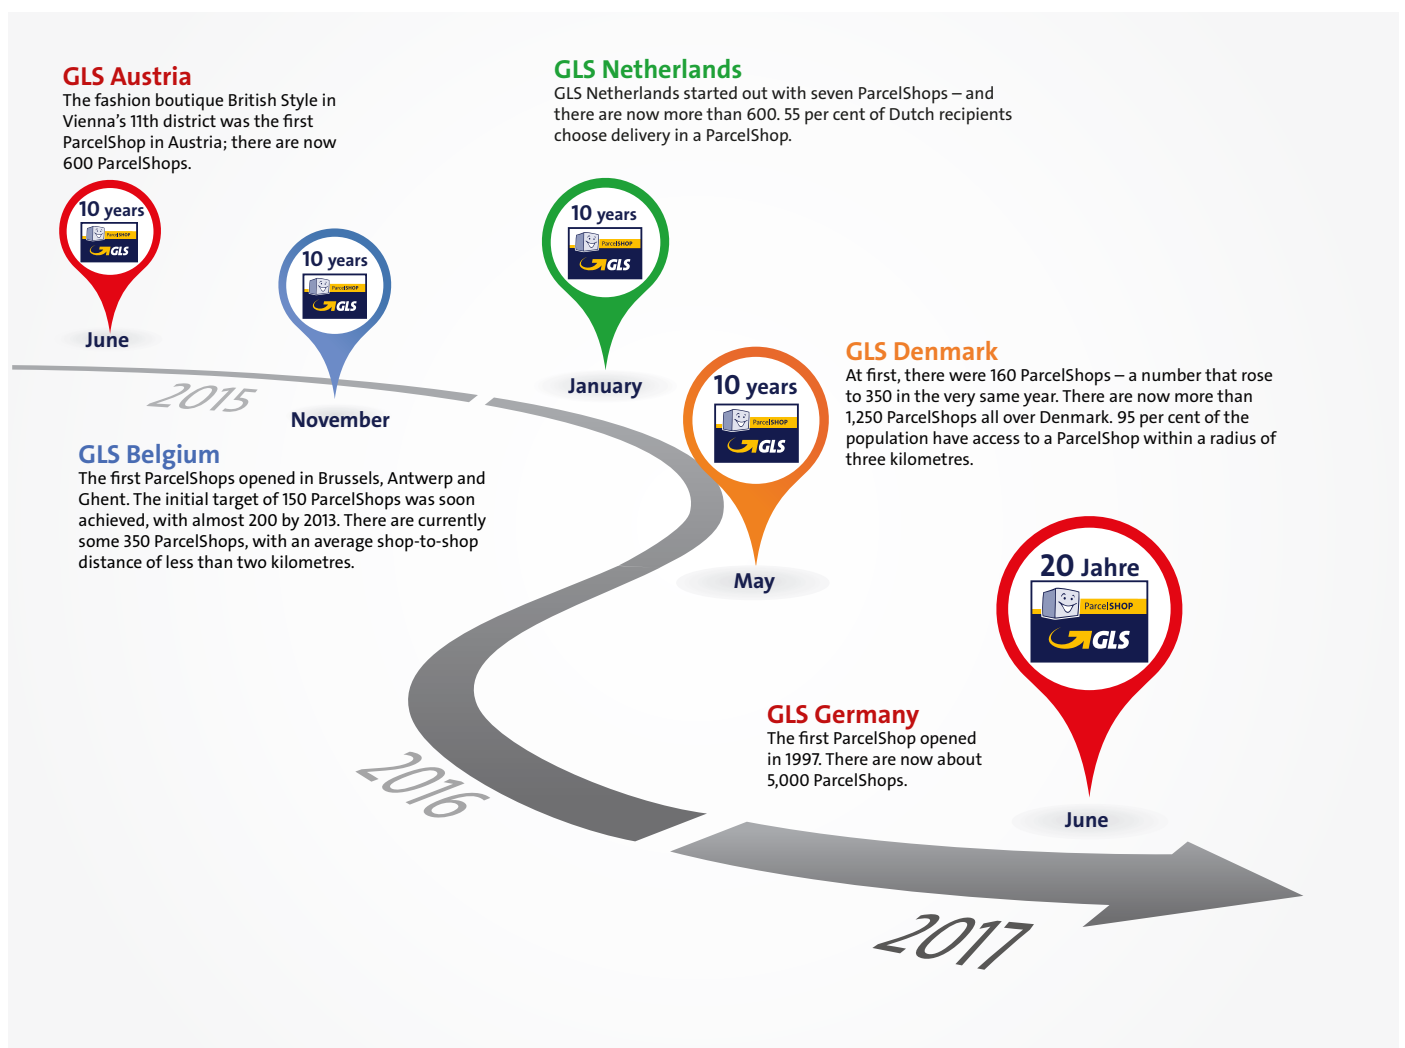 GLS Austria
The fashion boutique British Style in
Vienna's 11th district was the first
ParcelShop in Austria; there are now
600 ParcelShops.
10 years
ParcelSHOP
GLS
June
10 years
ParcelSHOP
GLS
November
GLS Belgium
The first ParcelShops opened in Brussels, Antwerp and
Ghent. The initial target of 150 ParcelShops was soon
achieved, with almost 200 by 2013. There are currently
some 350 ParcelShops, with an average shop-to-shop
distance of less than two kilometres.
2015
GLS Netherlands
GLS Netherlands started out with seven ParcelShops – and
there are now more than 600. 55 per cent of Dutch recipients
choose delivery in a ParcelShop.
10 years
ParcelSHOP
GLS
January
GLS Denmark
At first, there were 160 ParcelShops – a number that rose
to 350 in the very same year. There are now more than
1,250 ParcelShops all over Denmark. 95 per cent of the
population have access to a ParcelShop within a radius of
three kilometres.
10 years
ParcelSHOP
GLS
May
2016
GLS Germany
The first ParcelShop opened
in 1997. There are now about
5,000 ParcelShops.
20 Jahre
ParcelSHOP
GLS
June
2017